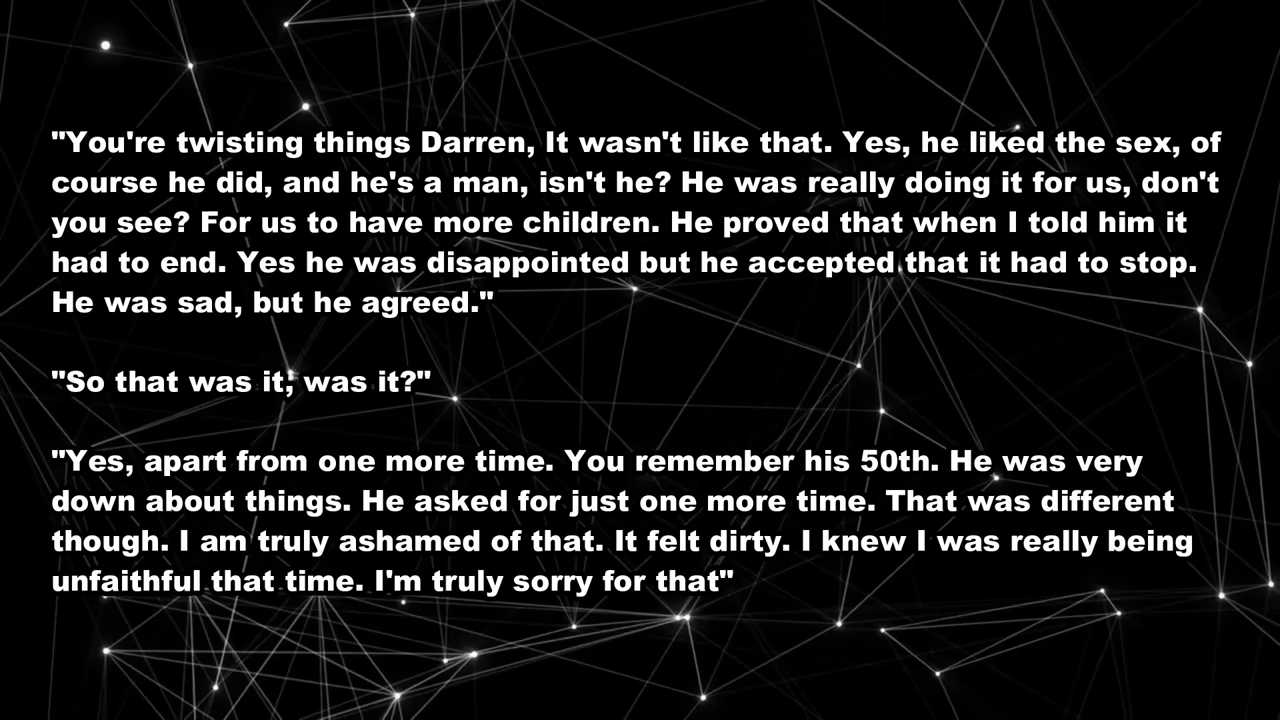 "You're twisting things Darren, It wasn't like that. Yes, he liked the sex, of
course he did, and he's a man, isn't he? He was really doing it for us, don't
you see? For us to have more children. He proved that when I told him it
had to end. Yes he was disappointed but he accepted that it had to stop.
He was sad, but he agreed."
"So that was it, was it?"
"Yes, apart from one more time. You remember his 50th. He was very
down about things. He asked for just one more time. That was different
though. I am truly ashamed of that. It felt dirty. I knew I was really being
unfaithful that time. I'm truly sorry for that"